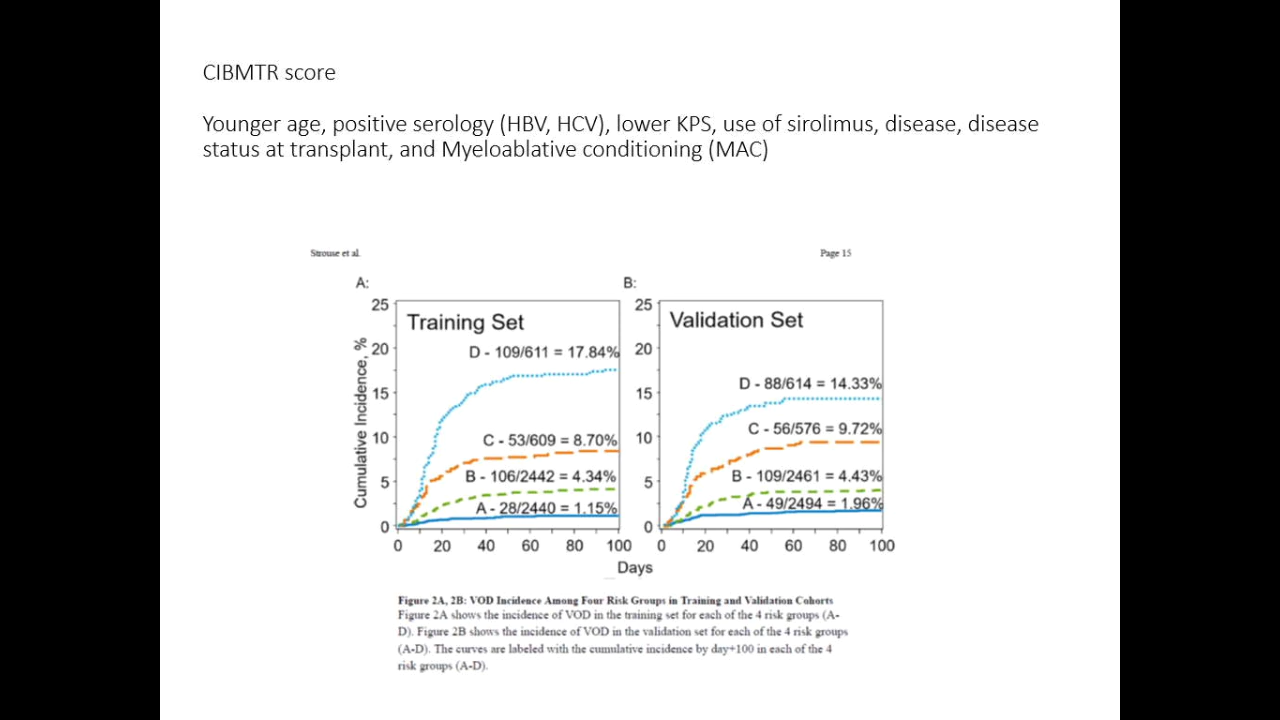 CIBMTR score
Younger age, positive serology (HBV, HCV), lower KPS, use of sirolimus, disease, disease
status at transplant, and Myeloablative conditioning (MAC)
Strouse et al.
Page 15
A:
B:
25
20
15
10
5
0
Cumulative Incidence, %
Training Set
D - 109/611 = 17.84%
C - 53/609 = 8.70%
B - 106/2442 = 4.34%
A - 28/2440 = 1.15%
0 20 40 60 80 100
25
20
15
10
5
0
Validation Set
D - 88/614 = 14.33%
C - 56/576 = 9.72%
B - 109/2461 = 4.43%
A - 49/2494 = 1.96%
0 20 40 60 80 100
Days
Figure 2A, 2B: VOD Incidence Among Four Risk Groups in Training and Validation Cohorts
Figure 2A shows the incidence of VOD in the training set for each of the 4 risk groups (A-
D). Figure 2B shows the incidence of VOD in the validation set for each of the 4 risk groups
(A-D). The curves are labeled with the cumulative incidence by day+100 in each of the 4
risk groups (A-D).